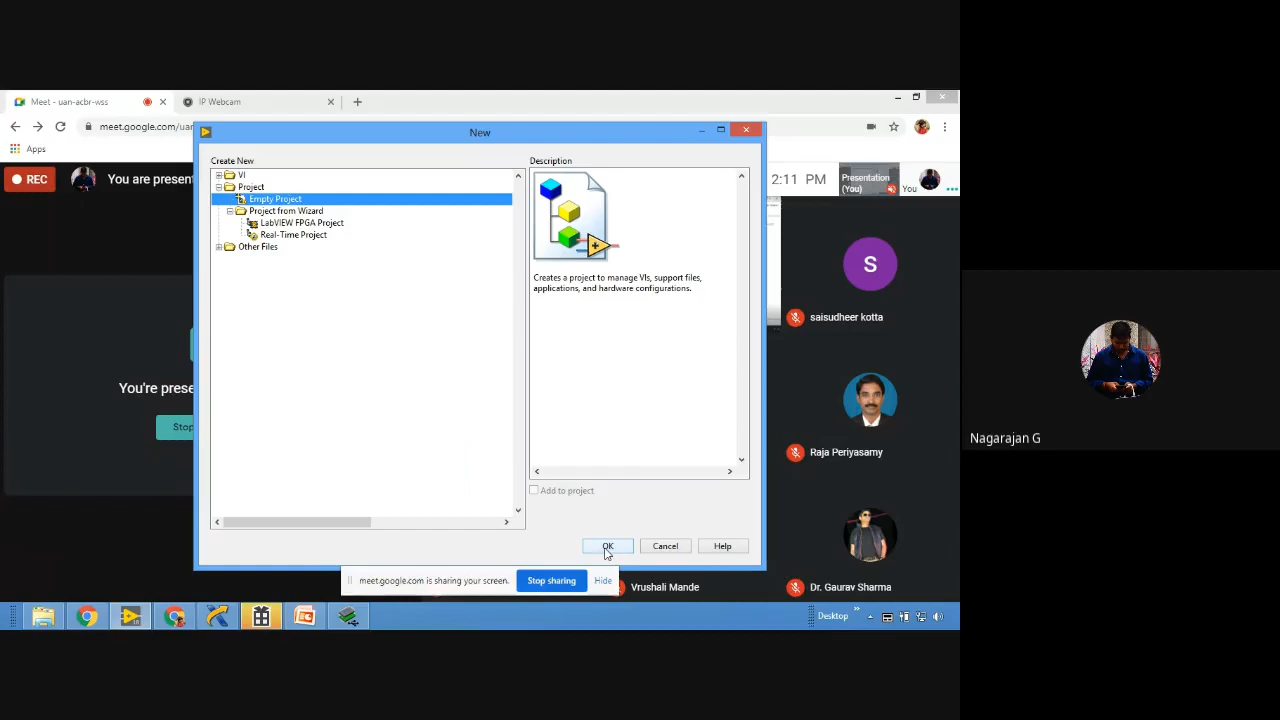 Meet - uan-acbr-wss
IP Webcam
meet.google.com/uan
Apps
New
REC
You are present
Create New
VI
Project
Empty Project
Project from Wizard
LabVIEW FPGA Project
Real-Time Project
Other Files
Description
Creates a project to manage VIs, support files,
applications, and hardware configurations.
Add to project
OK
Cancel
Help
2:11 PM
Presentation
(You)
You
S
saisudheer kotta
Raja Periyasamy
Vrushali Mande
Dr. Gaurav Sharma
You're prese
Stop
meet.google.com is sharing your screen.
Stop sharing
Hide
Desktop
Nagarajan G